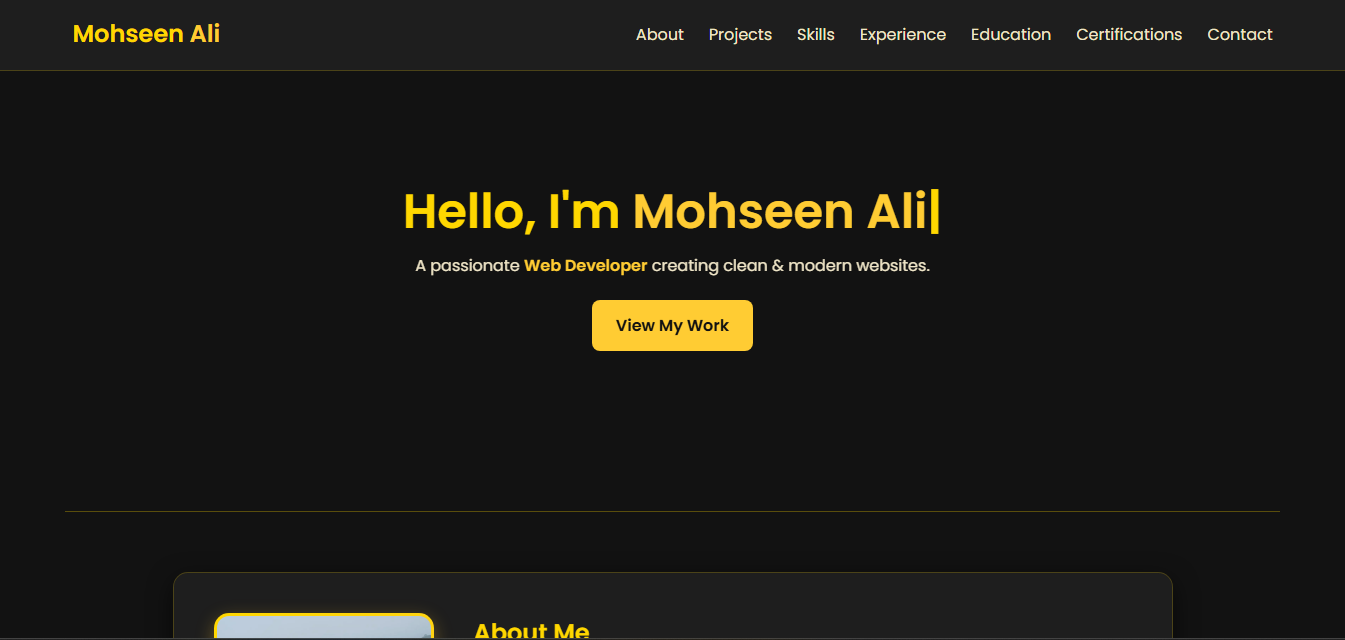 Mohseen Ali
About Projects Skills Experience Education Certifications Contact
Hello, I'm Mohseen Ali|
A passionate Web Developer creating clean & modern websites.
View My Work
About Me